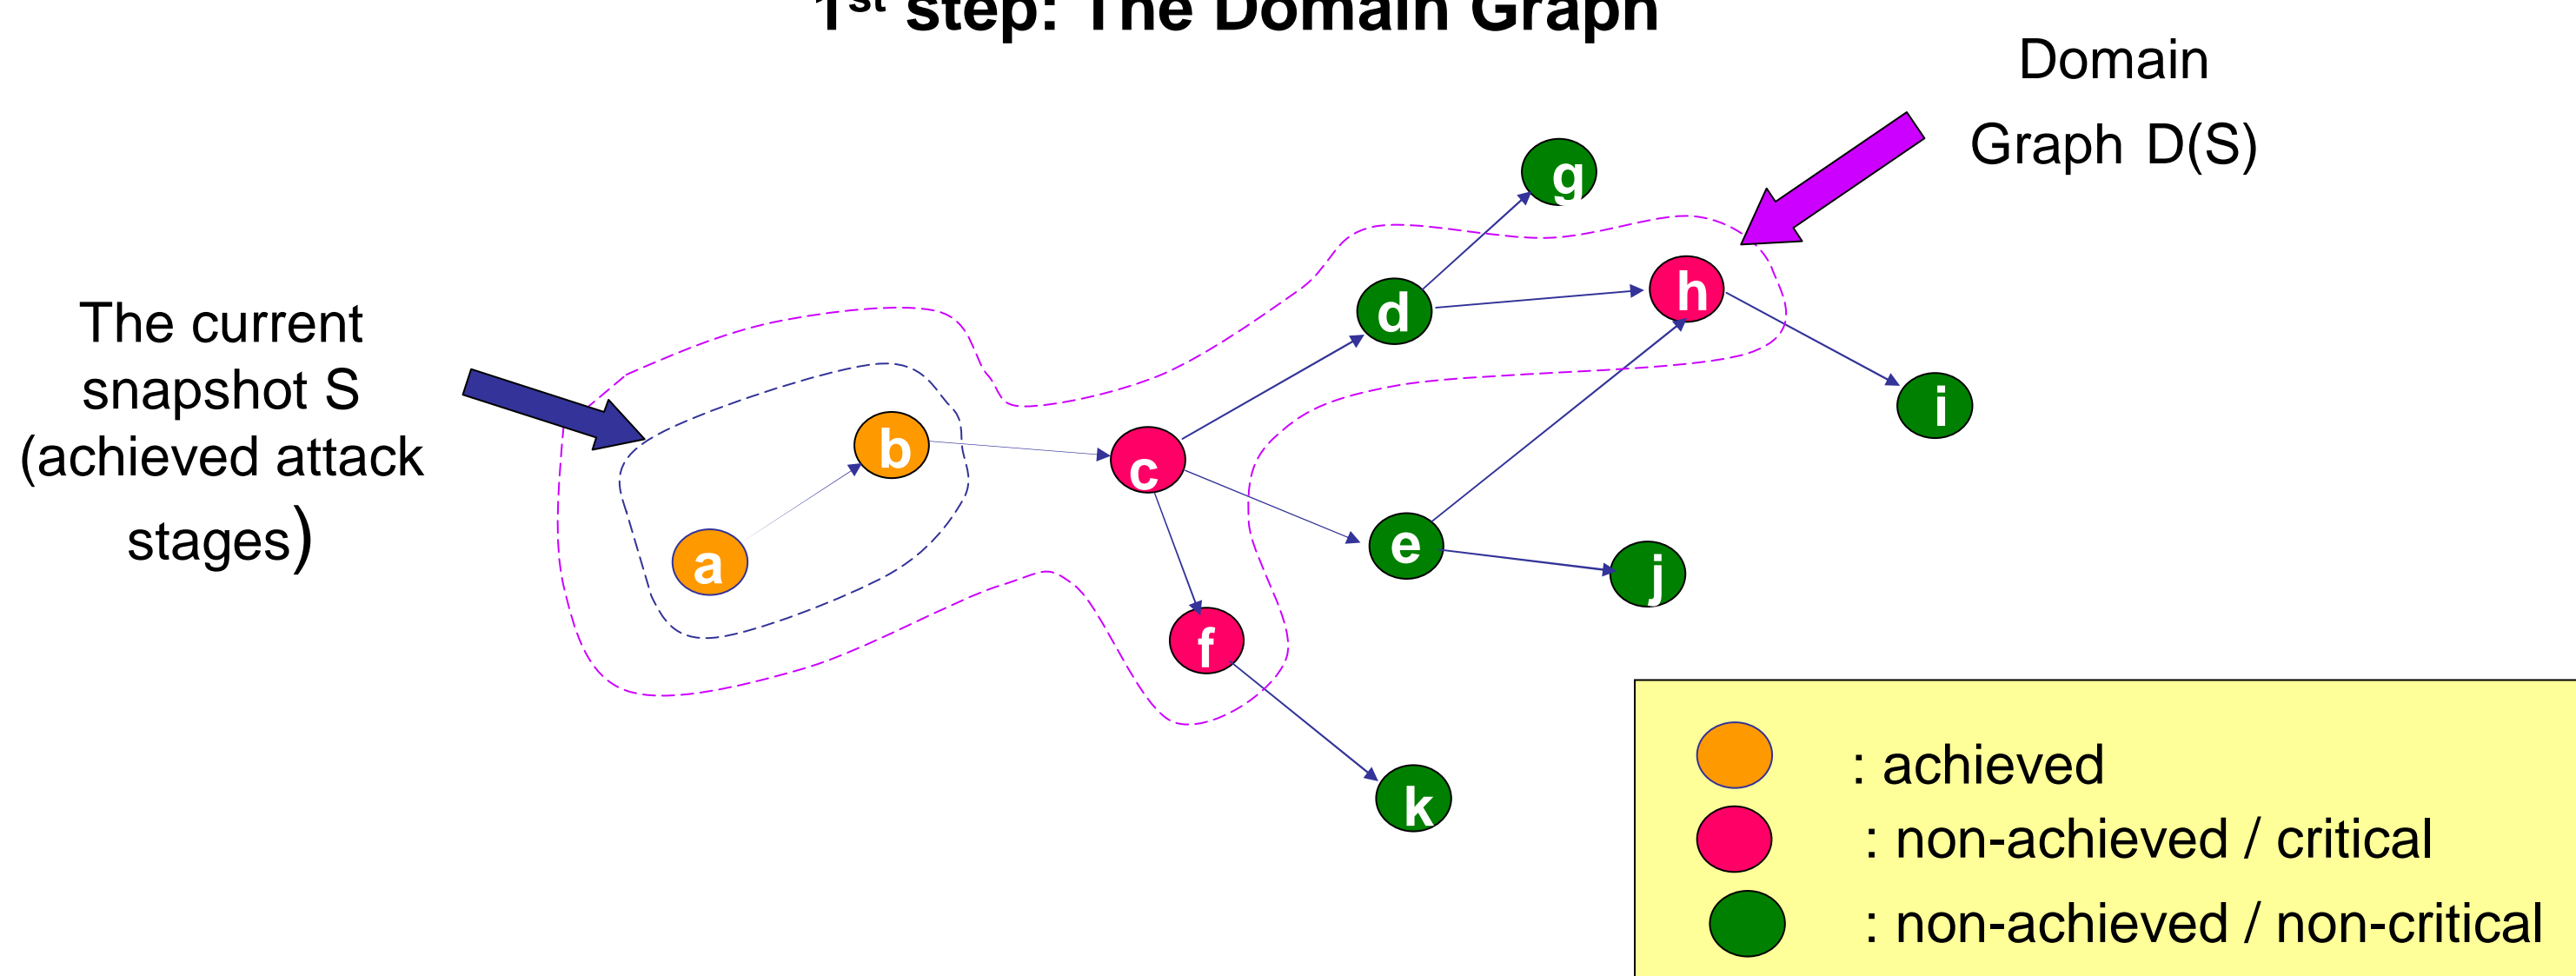 1st step: The Domain Graph
Domain
Graph D(S)
The current
snapshot S
(achieved attack
stages)
g
h
d
i
b
c
e
a
j
f
k
: achieved
: non-achieved / critical
: non-achieved / non-critical